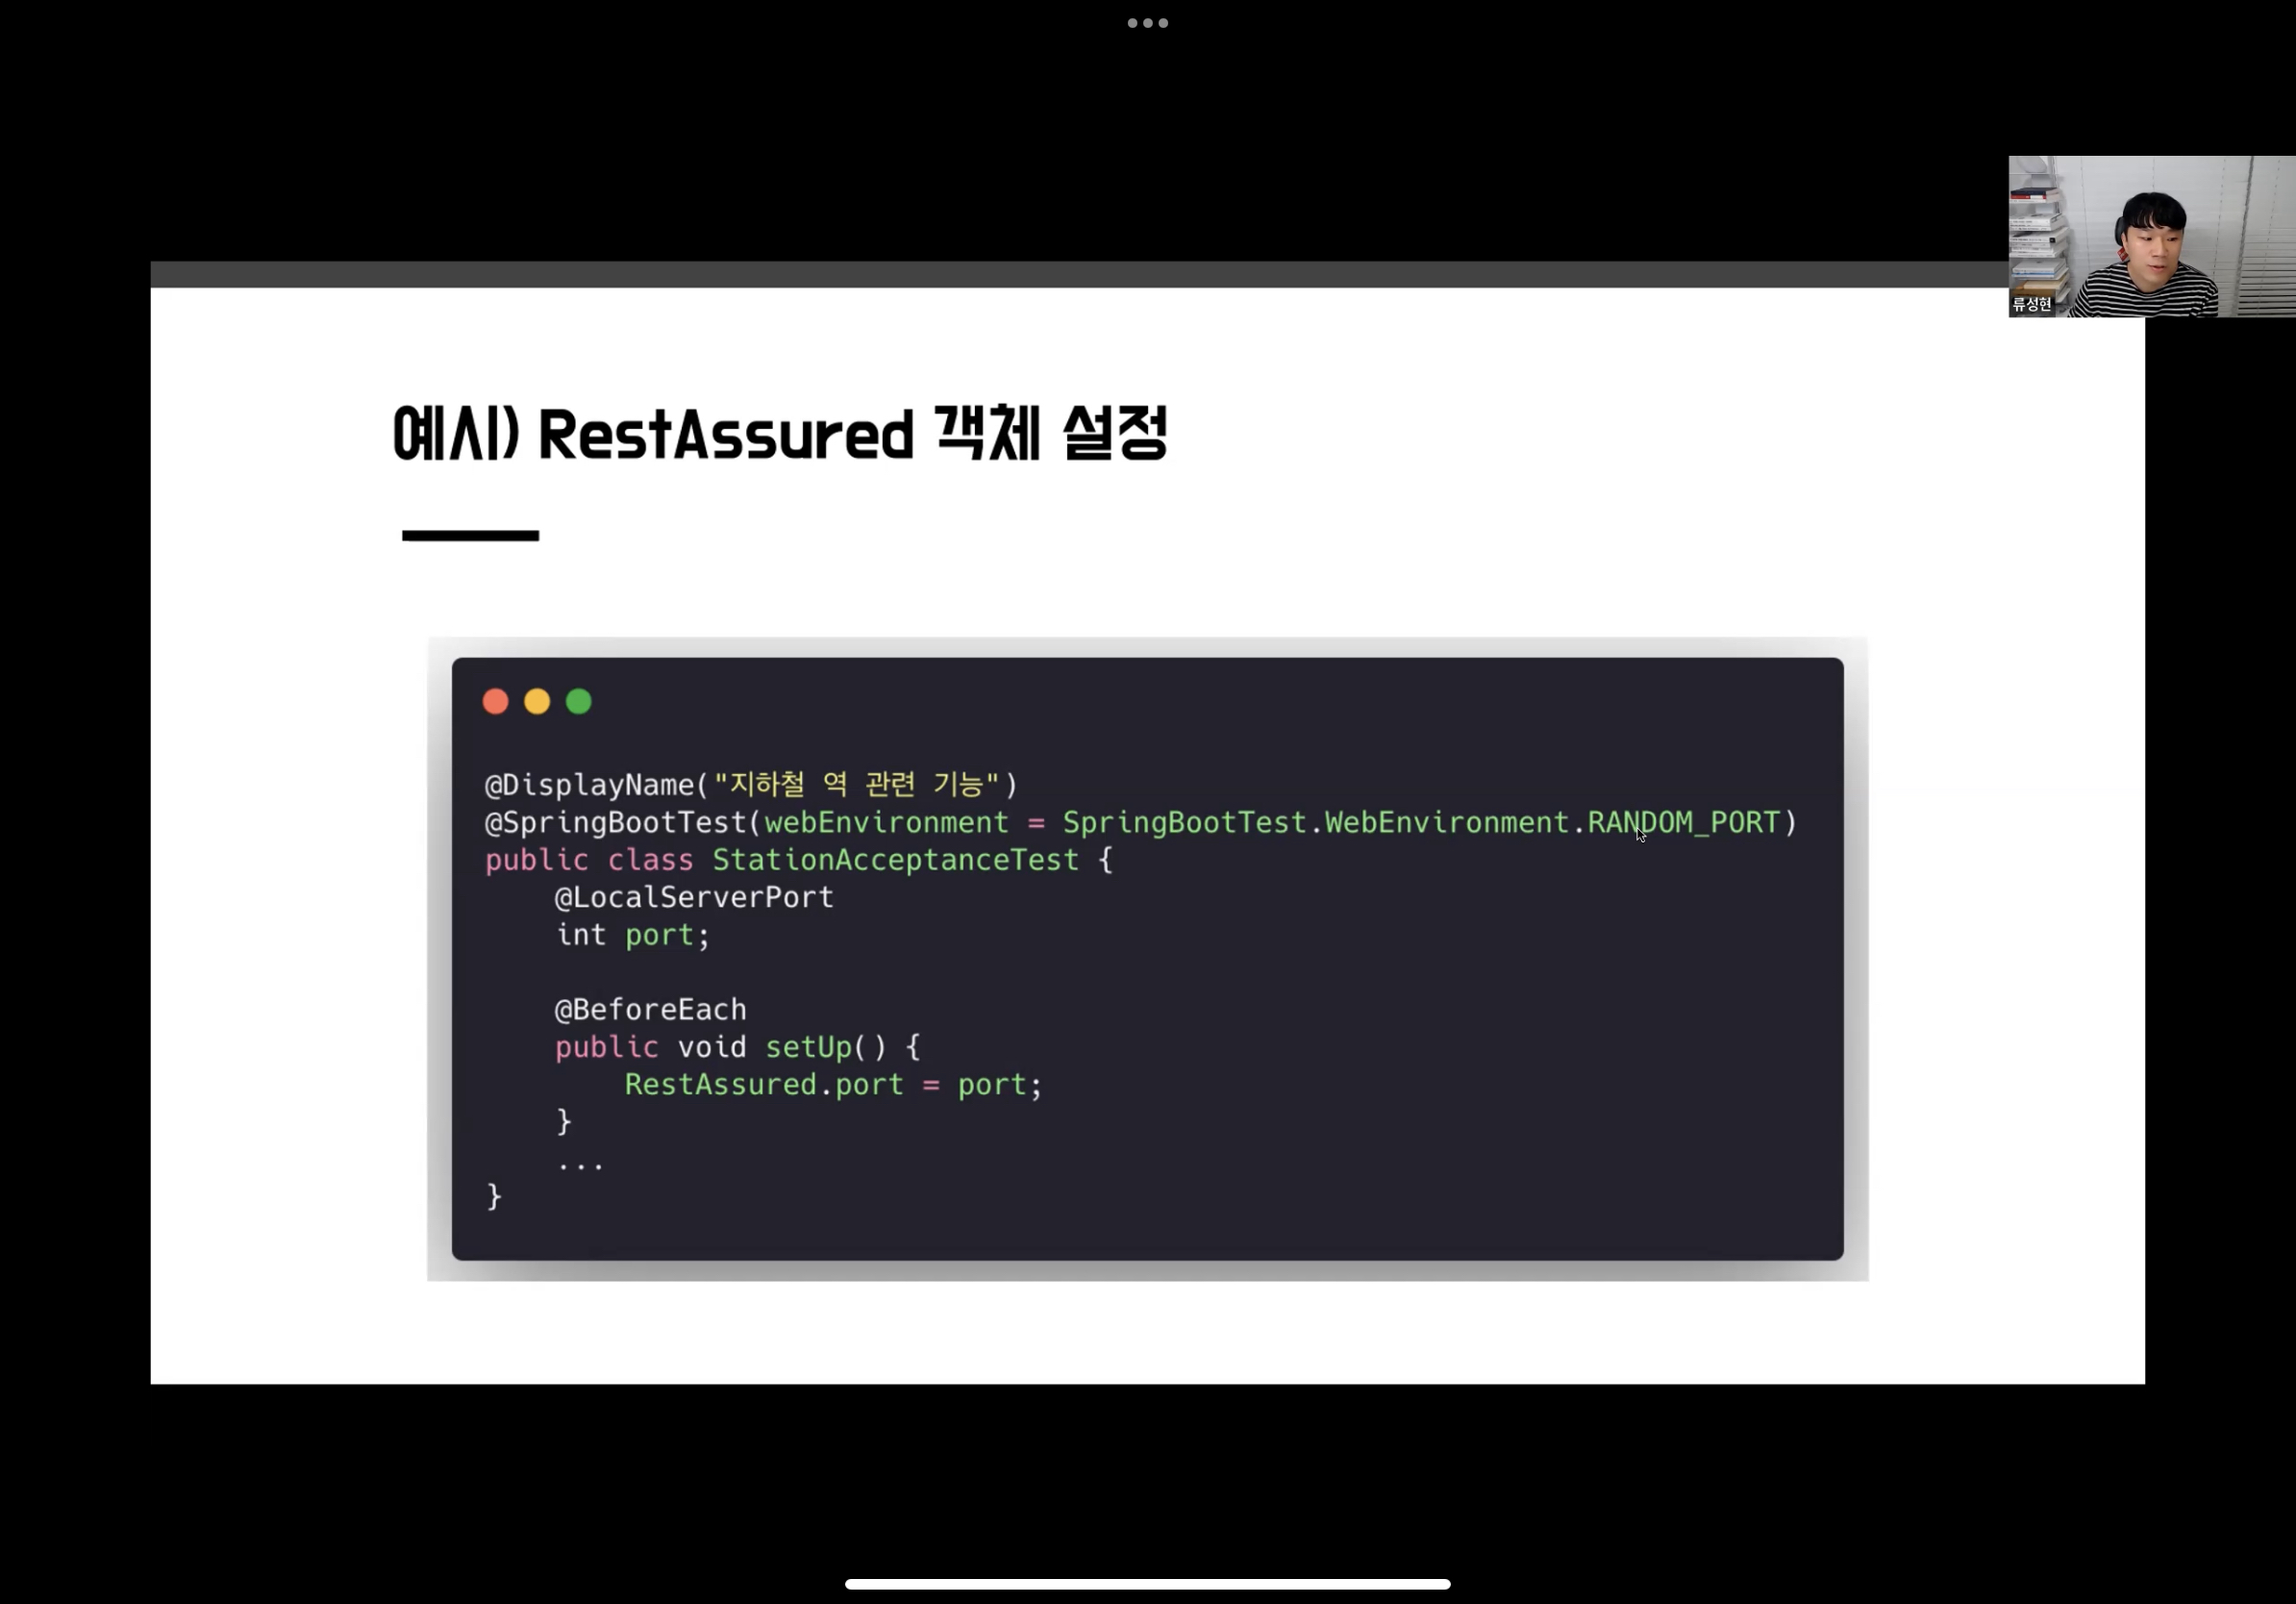 류성현
예시) RestAssured 객체 설정
@DisplayName("지하철 역 관련 기능")
@SpringBootTest(webEnvironment = SpringBootTest.WebEnvironment.RANDOM_PORT)
public class StationAcceptanceTest {
    @LocalServerPort
    int port;
    @BeforeEach
    public void setUp() {
        RestAssured.port = port;
    }
    ...
}